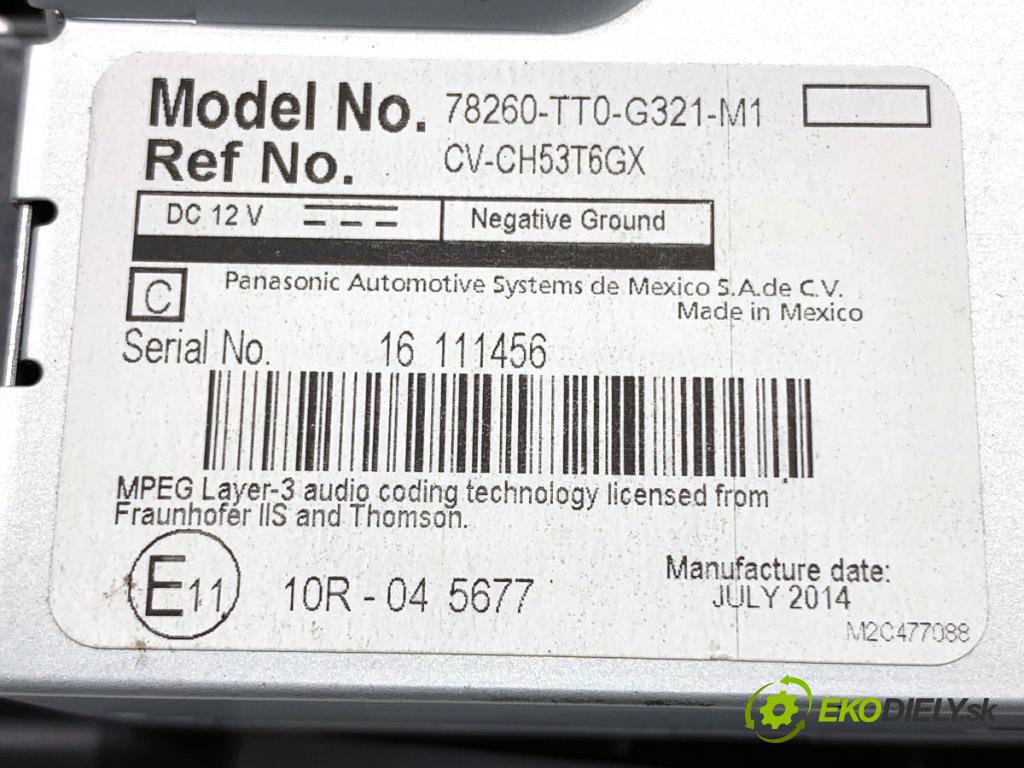 Model No. 78260-TT0-G321-M1
Ref No. CV-CH53T6GX
DC 12 V Negative Ground
C Panasonic Automotive Systems de Mexico S.A.de C.V.
Made in Mexico
Serial No. 16 111456
MPEG Layer-3 audio coding technology licensed from
Fraunhofer IIS and Thomson.
E11 10R - 04 5677
Manufacture date:
JULY 2014
M2C477088
EKODIELY.sk